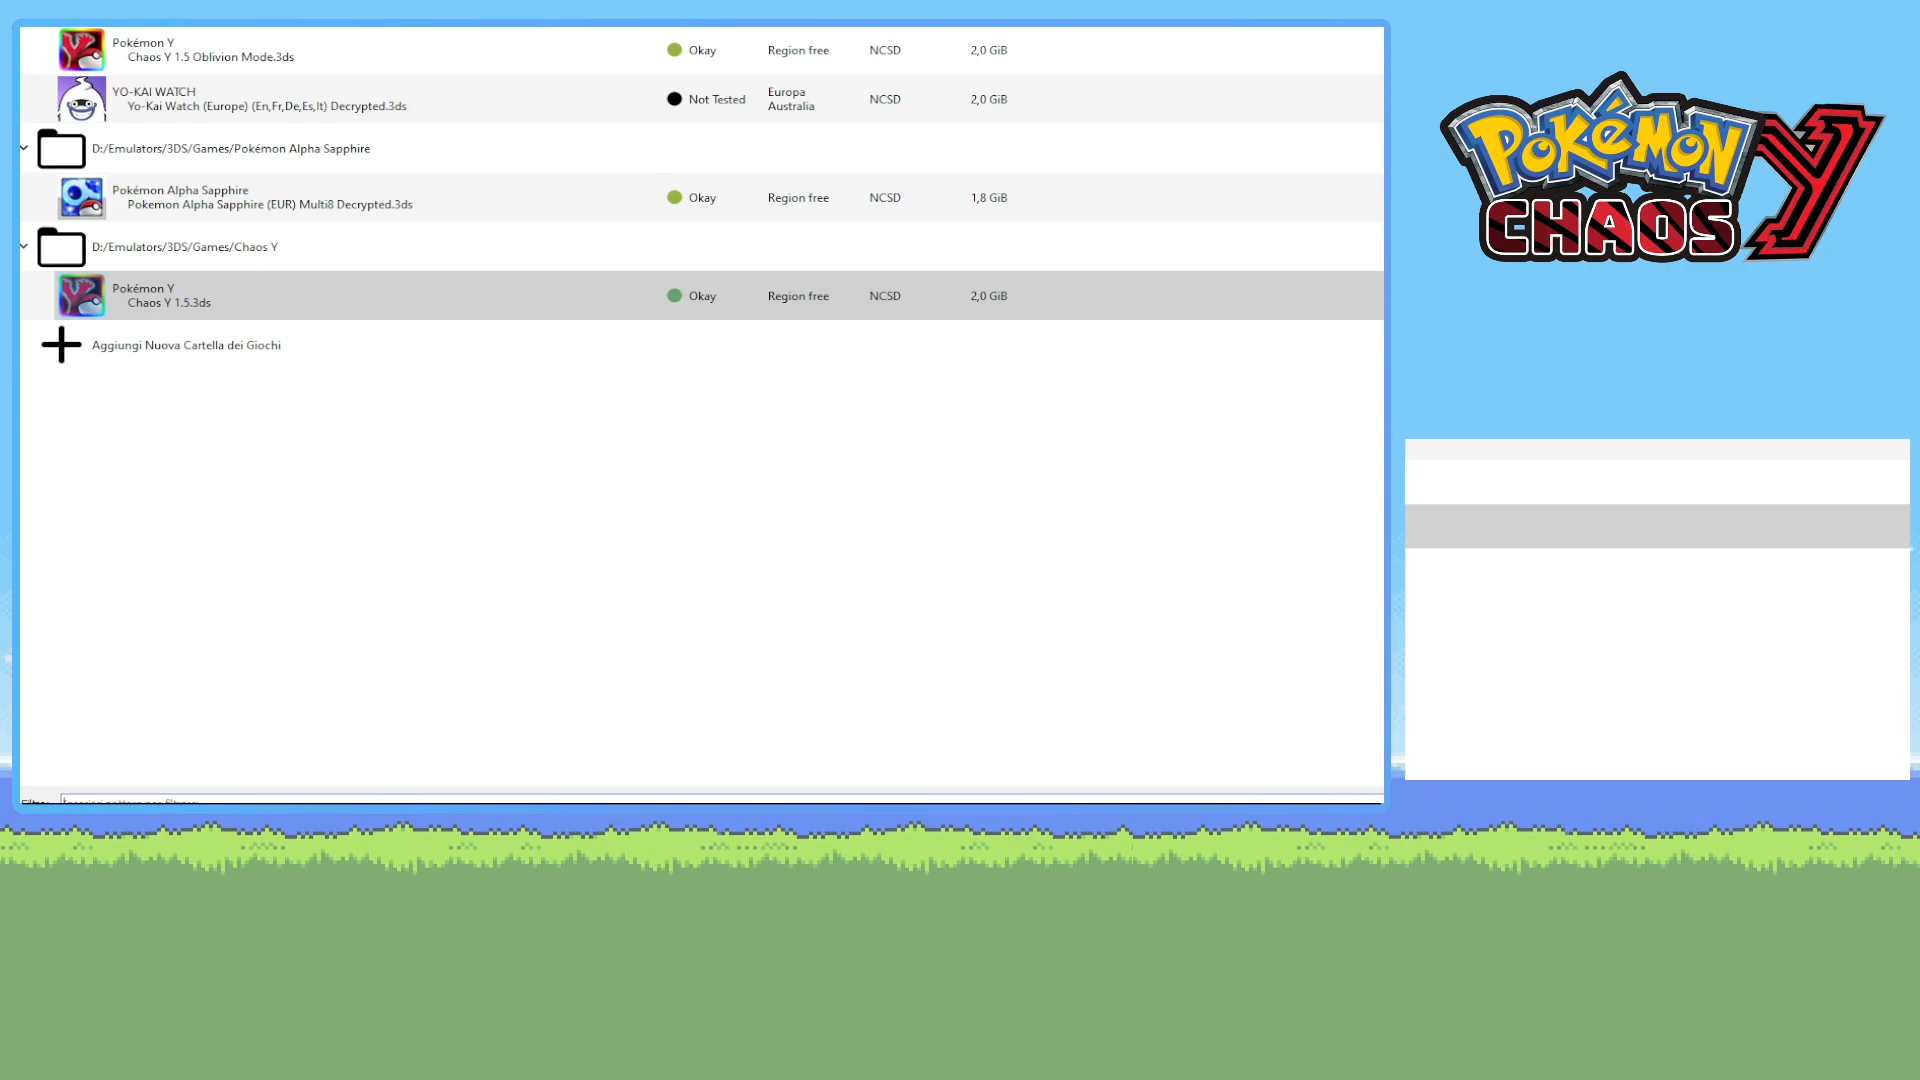 Pokémon Y
Chaos Y 1.5 Oblivion Mode.3ds
Okay
Region free
NCSD
2,0 GiB
YO-KAI WATCH
Yo-Kai Watch (Europe) (En,Fr,De,Es,It) Decrypted.3ds
Not Tested
Europa
Australia
NCSD
2,0 GiB
D:/Emulators/3DS/Games/Pokémon Alpha Sapphire
Pokémon Alpha Sapphire
Pokemon Alpha Sapphire (EUR) Multi8 Decrypted.3ds
Okay
Region free
NCSD
1,8 GiB
D:/Emulators/3DS/Games/Chaos Y
Pokémon Y
Chaos Y 1.5.3ds
Okay
Region free
NCSD
2,0 GiB
Aggiungi Nuova Cartella dei Giochi
POKÉMON Y
CHAOS